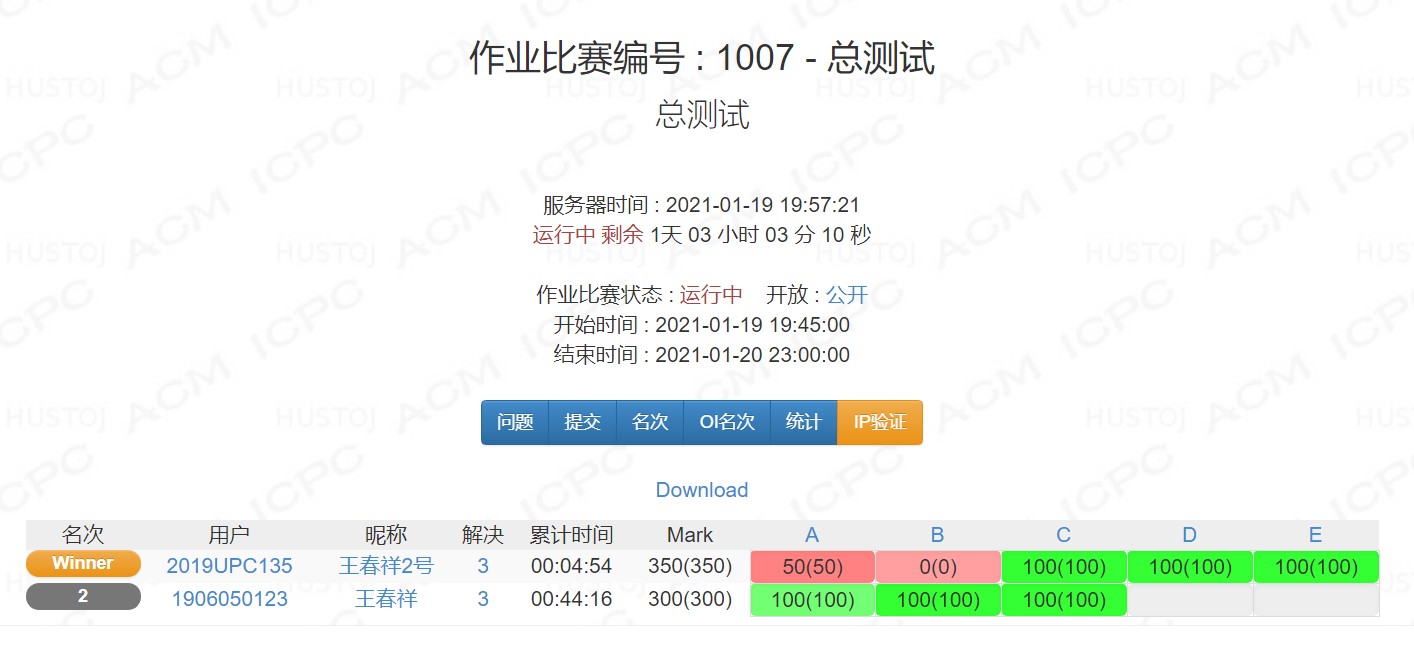 作业比赛编号 : 1007 - 总测试
总测试
服务器时间 : 2021-01-19 19:57:21
运行中 剩余 1天 03 小时 03 分 10 秒
作业比赛状态 : 运行中 开放 : 公开
开始时间 : 2021-01-19 19:45:00
结束时间 : 2021-01-20 23:00:00
问题 提交 名次 OI名次 统计 IP验证
Download
名次 用户 昵称 解决 累计时间 Mark A B C D E
Winner 2019UPC135 王春祥2号 3 00:04:54 350(350) 50(50) 0(0) 100(100) 100(100) 100(100)
2 1906050123 王春祥 3 00:44:16 300(300) 100(100) 100(100) 100(100)
HUSTOJ ACM ICPC